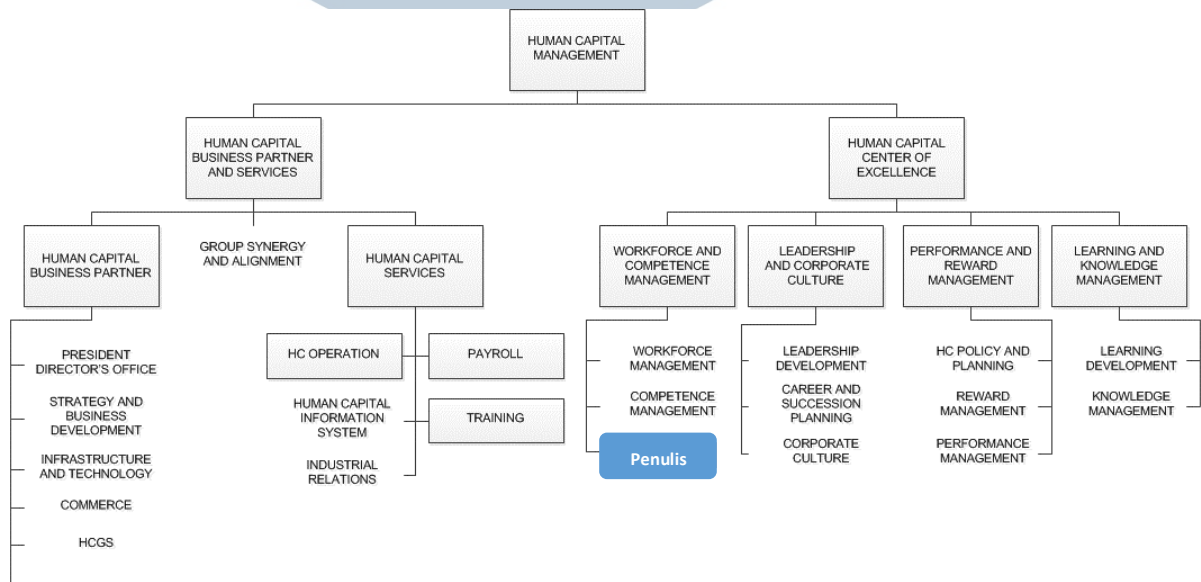 HUMAN CAPITAL
MANAGEMENT
HUMAN CAPITAL
BUSINESS PARTNER
AND SERVICES
HUMAN CAPITAL
CENTER OF
EXCELLENCE
HUMAN CAPITAL
BUSINESS PARTNER
GROUP SYNERGY
AND ALIGNMENT
HUMAN CAPITAL
SERVICES
WORKFORCE AND
COMPETENCE
MANAGEMENT
LEADERSHIP
AND CORPORATE
CULTURE
PERFORMANCE AND
REWARD
MANAGEMENT
LEARNING AND
KNOWLEDGE
MANAGEMENT
PRESIDENT
DIRECTOR'S OFFICE
STRATEGY AND
BUSINESS
DEVELOPMENT
INFRASTRUCTURE
AND TECHNOLOGY
COMMERCE
HCGS
HC OPERATION
PAYROLL
HUMAN CAPITAL
INFORMATION
SYSTEM
TRAINING
INDUSTRIAL
RELATIONS
WORKFORCE
MANAGEMENT
COMPETENCE
MANAGEMENT
Penulis
LEADERSHIP
DEVELOPMENT
CAREER AND
SUCCESSION
PLANNING
CORPORATE
CULTURE
HC POLICY AND
PLANNING
REWARD
MANAGEMENT
PERFORMANCE
MANAGEMENT
LEARNING
DEVELOPMENT
KNOWLEDGE
MANAGEMENT